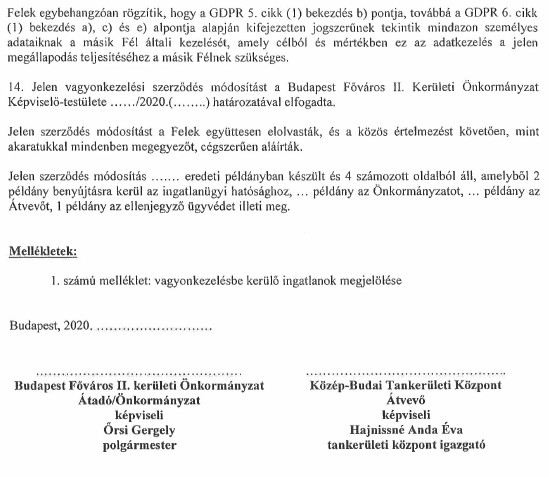 Felek egybehangzóan rögzítik, hogy a GDPR 5. cikk (1) bekezdés b) pontja, továbbá a GDPR 6. cikk
(1) bekezdés a), c) és e) alpontja alapján kifejezetten jogszerűnek tekintik mindazon személyes
adataiknak a másik Fél általi kezelését, amely célból és mértékben ez az adatkezelés a jelen
megállapodás teljesítéséhez a másik Félnek szükséges.
14. Jelen vagyonkezelési szerződés módosítást a Budapest Főváros II. Kerületi Önkormányzat
Képviselő-testülete ....../2020.(........) határozatával elfogadta.
Jelen szerződés módosítást a Felek együttesen elolvasták, és a közös értelmezést követően, mint
akaratukkal mindenben megegyezőt, cégszerűen aláírták.
Jelen szerződés módosítás ....... eredeti példányban készült és 4 számozott oldalból áll, amelyből 2
példány benyújtásra kerül az ingatlanügyi hatósághoz, ... példány az Önkormányzatot, ... példány az
Átvevőt, 1 példány az ellenjegyző ügyvédet illeti meg.
Mellékletek:
1. számú melléklet: vagyonkezelésbe kerülő ingatlanok megjelölése
Budapest, 2020. ...........................
Budapest Főváros II. kerületi Önkormányzat
Átadó/Önkormányzat
képviseli
Őrsi Gergely
polgármester
Közép-Budai Tankerületi Központ
Átvevő
képviseli
Hajnissné Anda Éva
tankerületi központ igazgató